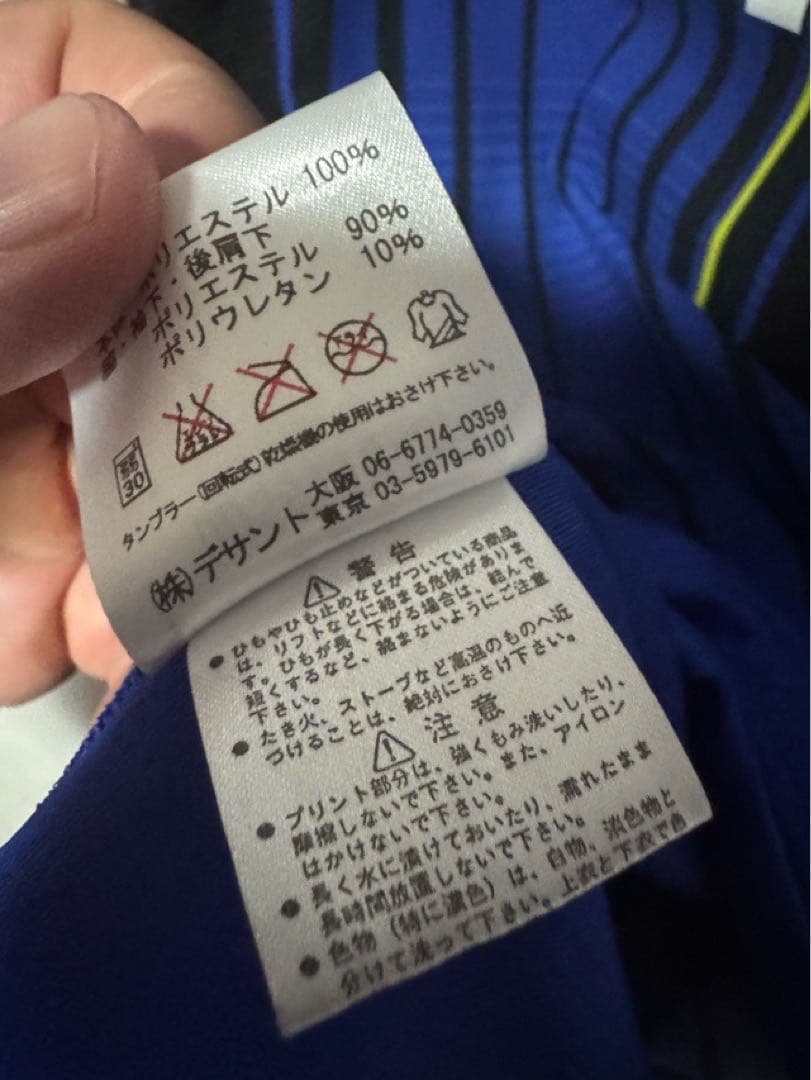 ポリエステル 100%
脇下・後肩下
ポリエステル 90%
ポリウレタン 10%
弱 30
エンソ サラシ
ドライ
タンブラー(回転式)乾燥機の使用はおさけ下さい。
㈱デサント 大阪 06-6774-0359
東京 03-5979-6101
警告
●ひもやひも止めなどがついている商品
は、リフトなどに絡まる危険がありま
す。ひもが長く下がる場合は、結んで
短くするなど、絡まないようにご注意
下さい。
●たき火、ストーブなど高温のものへ近
づけることは、絶対におさけ下さい。
注意
●プリント部分は、強くもみ洗いしたり、
摩擦しないで下さい。また、アイロン
はかけないで下さい。
●長く水に漬けておいたり、濡れたまま
長時間放置しないで下さい。
●色物(特に濃色)は、白物、淡色物と
分けて洗って下さい。上衣と下衣で色